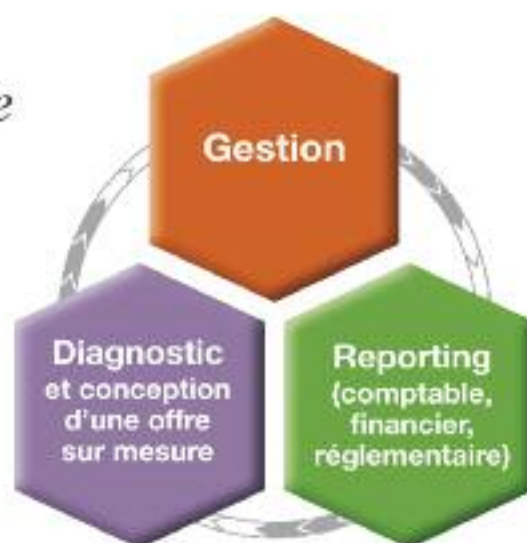 Gestion
Diagnostic
et conception
d'une offre
sur mesure
Reporting
(comptable,
financier,
réglementaire)